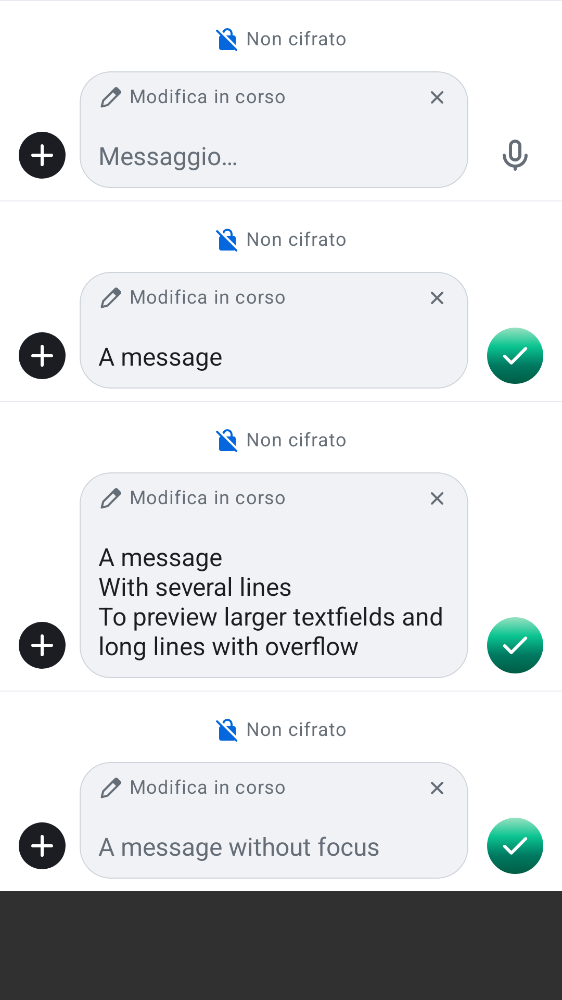 Non cifrato
Modifica in corso
Messaggio…
Non cifrato
Modifica in corso
A message
Non cifrato
Modifica in corso
A message
With several lines
To preview larger textfields and
long lines with overflow
Non cifrato
Modifica in corso
A message without focus